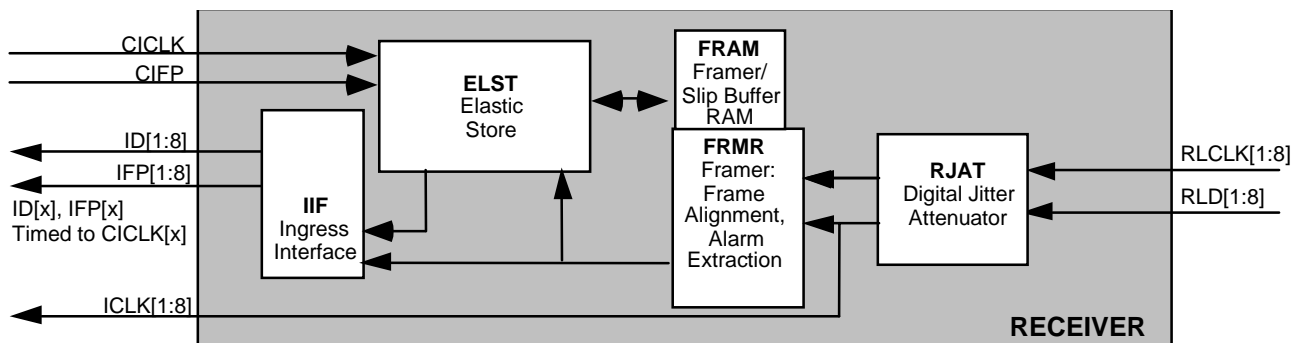 CICLK
CIFP
ID[1:8]
IFP[1:8]
ID[x], IFP[x]
Timed to CICLK[x]
ICLK[1:8]
ELST
Elastic
Store
IIF
Ingress
Interface
FRAM
Framer/
Slip Buffer
RAM
FRMR
Framer:
Frame
Alignment,
Alarm
Extraction
RJAT
Digital Jitter
Attenuator
RLCLK[1:8]
RLD[1:8]
RECEIVER